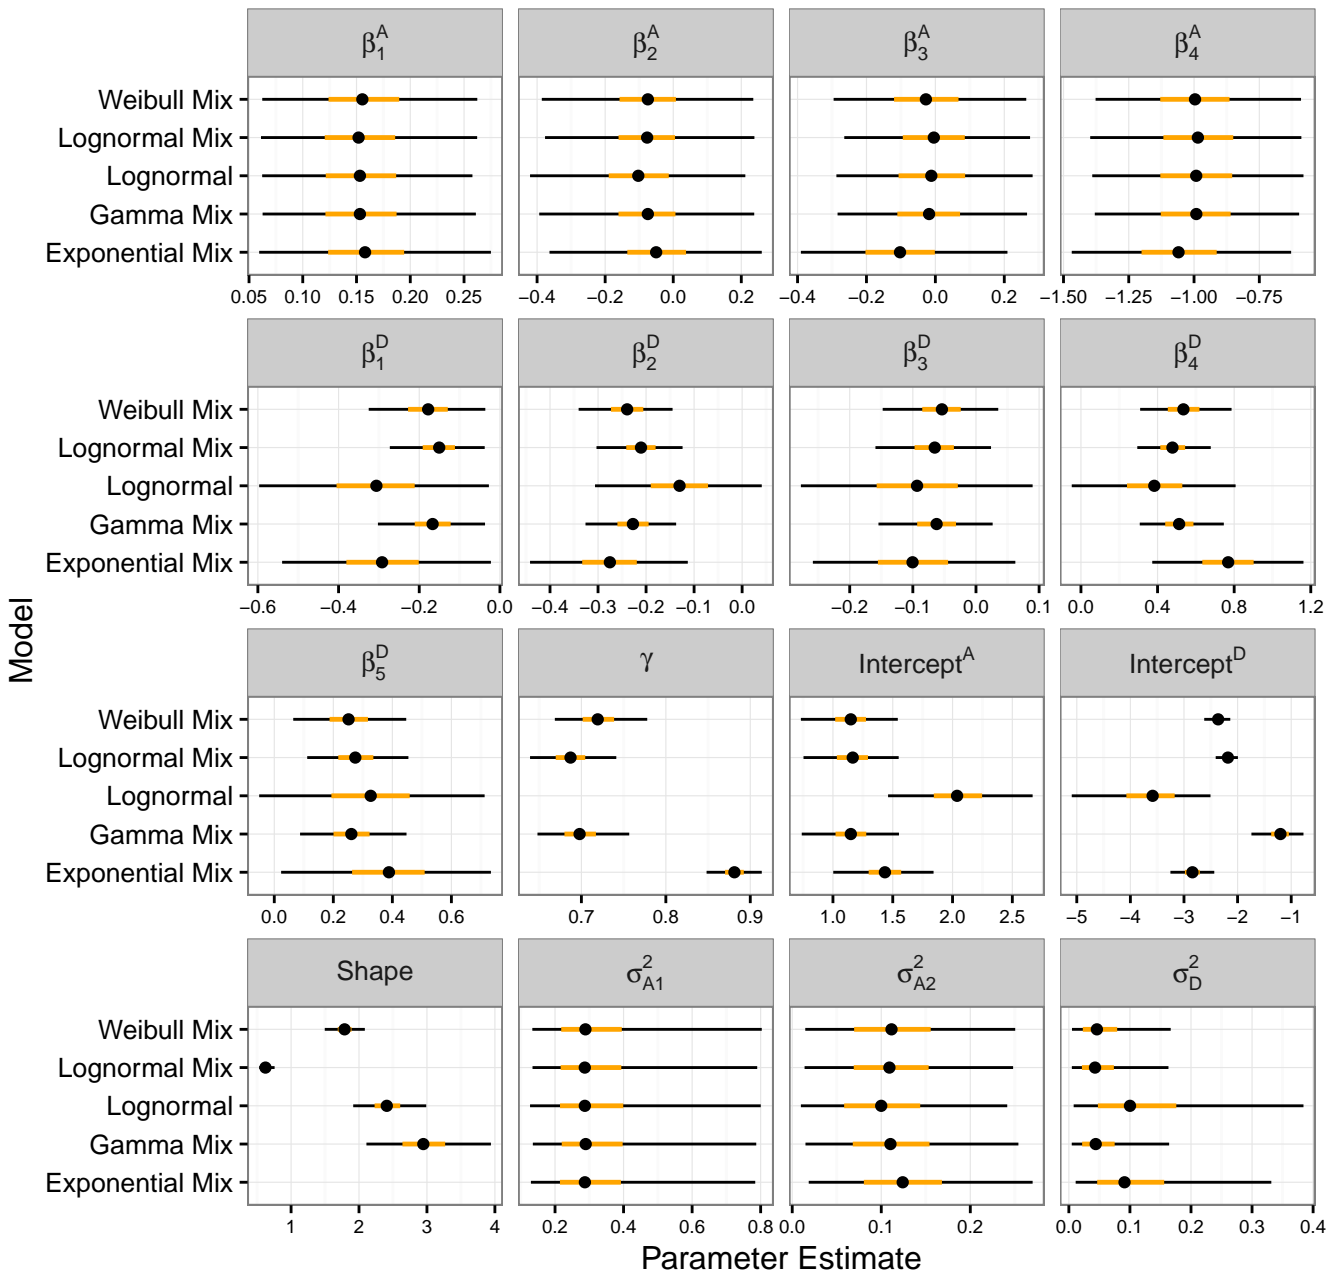 β₁ᴬ β₂ᴬ β₃ᴬ β₄ᴬ
Weibull Mix
Lognormal Mix
Lognormal
Gamma Mix
Exponential Mix
0.05 0.10 0.15 0.20 0.25 −0.4 −0.2 0.0 0.2 −0.4 −0.2 0.0 0.2 −1.50 −1.25 −1.00 −0.75
β₁ᴰ β₂ᴰ β₃ᴰ β₄ᴰ
Weibull Mix
Lognormal Mix
Lognormal
Gamma Mix
Exponential Mix
−0.6 −0.4 −0.2 0.0 −0.4 −0.3 −0.2 −0.1 0.0 −0.2 −0.1 0.0 0.1 0.0 0.4 0.8 1.2
Model
β₅ᴰ γ Interceptᴬ Interceptᴰ
Weibull Mix
Lognormal Mix
Lognormal
Gamma Mix
Exponential Mix
0.0 0.2 0.4 0.6 0.7 0.8 0.9 1.0 1.5 2.0 2.5 −5 −4 −3 −2 −1
Shape σ²A1 σ²A2 σ²D
Weibull Mix
Lognormal Mix
Lognormal
Gamma Mix
Exponential Mix
1 2 3 4 0.2 0.4 0.6 0.8 0.0 0.1 0.2 0.0 0.1 0.2 0.3 0.4
Parameter Estimate